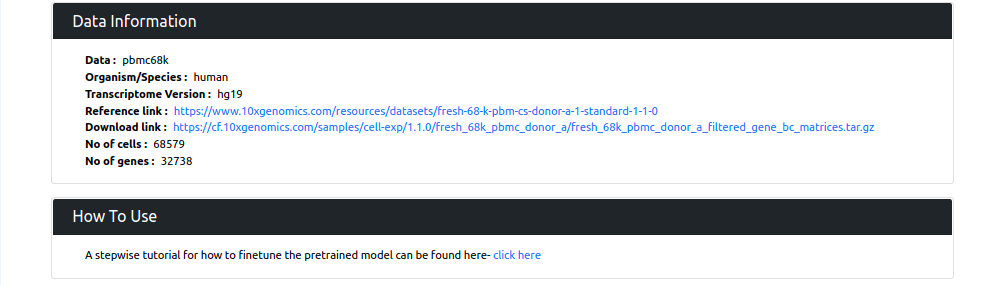 Data Information
Data : pbmc68k
Organism/Species : human
Transcriptome Version : hg19
Reference link : https://www.10xgenomics.com/resources/datasets/fresh-68-k-pbm-cs-donor-a-1-standard-1-1-0
Download link : https://cf.10xgenomics.com/samples/cell-exp/1.1.0/fresh_68k_pbmc_donor_a/fresh_68k_pbmc_donor_a_filtered_gene_bc_matrices.tar.gz
No of cells : 68579
No of genes : 32738
How To Use
A stepwise tutorial for how to finetune the pretrained model can be found here- click here